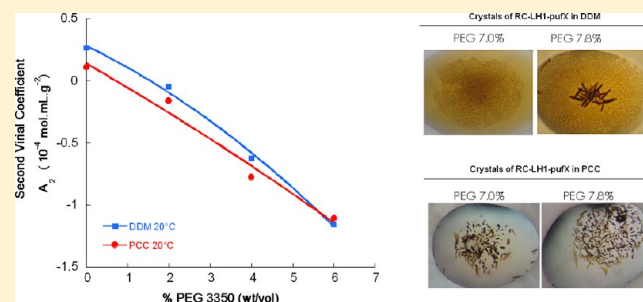 0.5
0
-0.5
-1
-1.5
Second Virial Coefficient
A2 (10-4 mol.mL.g-2)
DDM 20°C
PCC 20°C
0 1 2 3 4 5 6 7
% PEG 3350 (wt/vol)
Crystals of RC-LH1-pufX in DDM
PEG 7.0% PEG 7.8%
Crystals of RC-LH1-pufX in PCC
PEG 7.0% PEG 7.8%